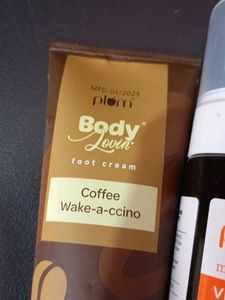 MFD 04/2025
plum®
Body®
Lovin'
foot cream
Coffee
Wake-a-ccino